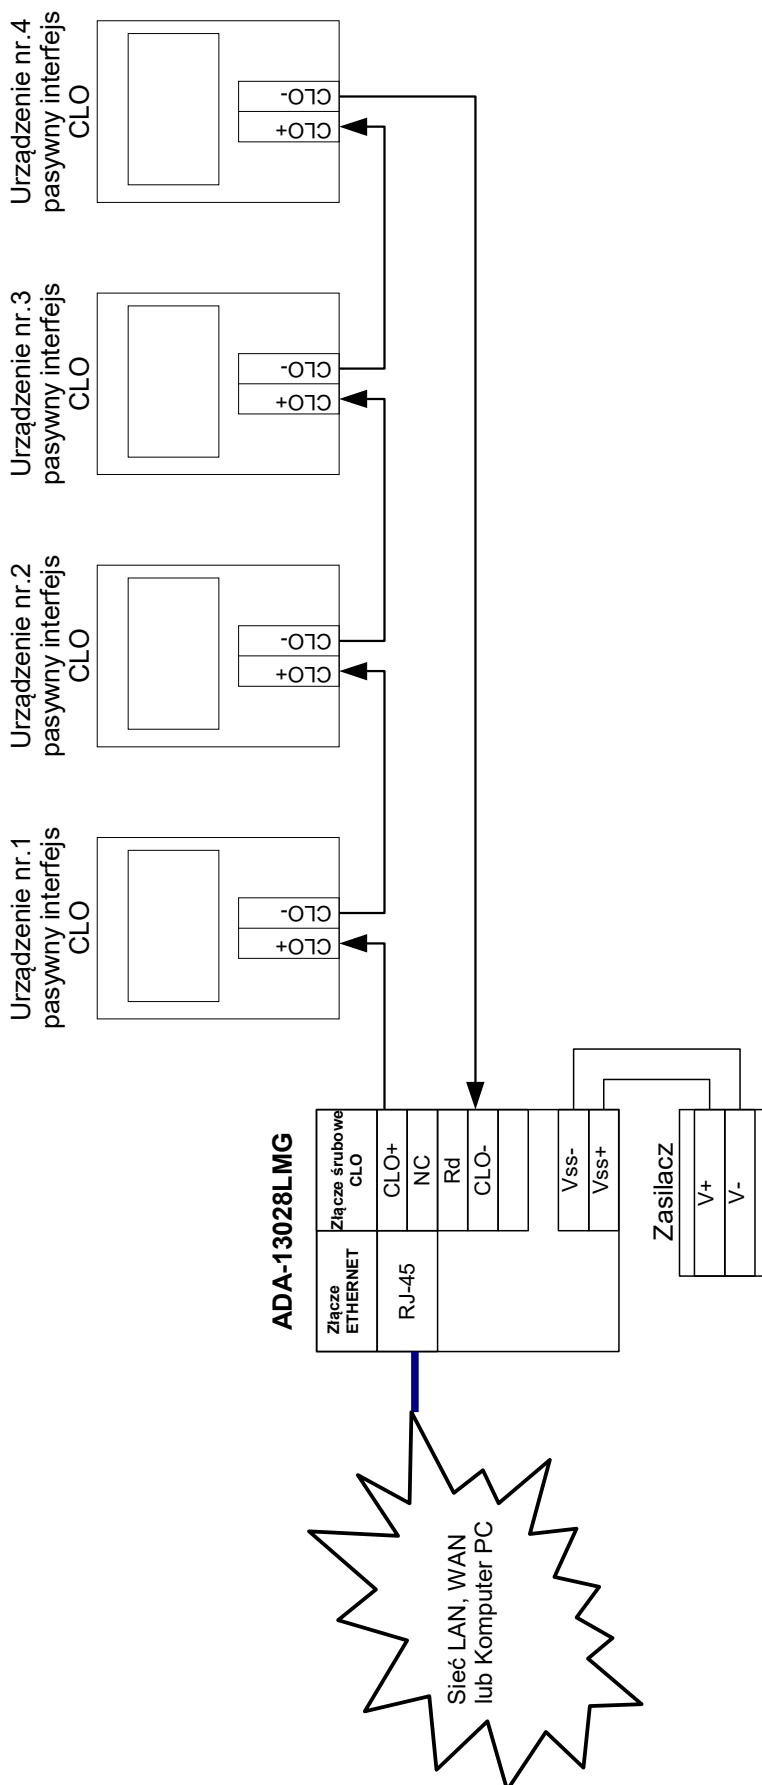 Urządzenie nr.1
pasywny interfejs
CLO
CLO+
CLO-
Urządzenie nr.2
pasywny interfejs
CLO
CLO+
CLO-
Urządzenie nr.3
pasywny interfejs
CLO
CLO+
CLO-
Urządzenie nr.4
pasywny interfejs
CLO
CLO+
CLO-
ADA-13028LMG
Złącze
ETHERNET
Złącze śrubowe
CLO
RJ-45
CLO+
NC
Rd
CLO-
Vss-
Vss+
Zasilacz
V+
V-
Sieć LAN, WAN
lub Komputer PC